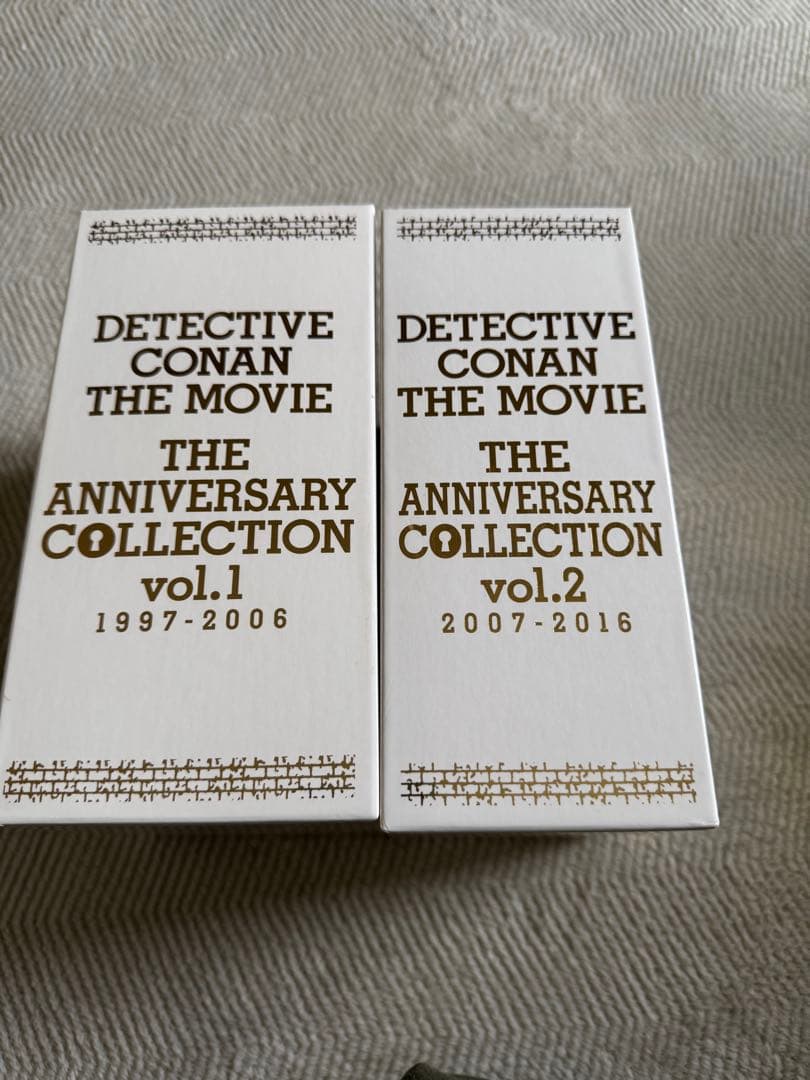 DETECTIVE
CONAN
THE MOVIE
THE
ANNIVERSARY
COLLECTION
vol.1
1997-2006
DETECTIVE
CONAN
THE MOVIE
THE
ANNIVERSARY
COLLECTION
vol.2
2007-2016